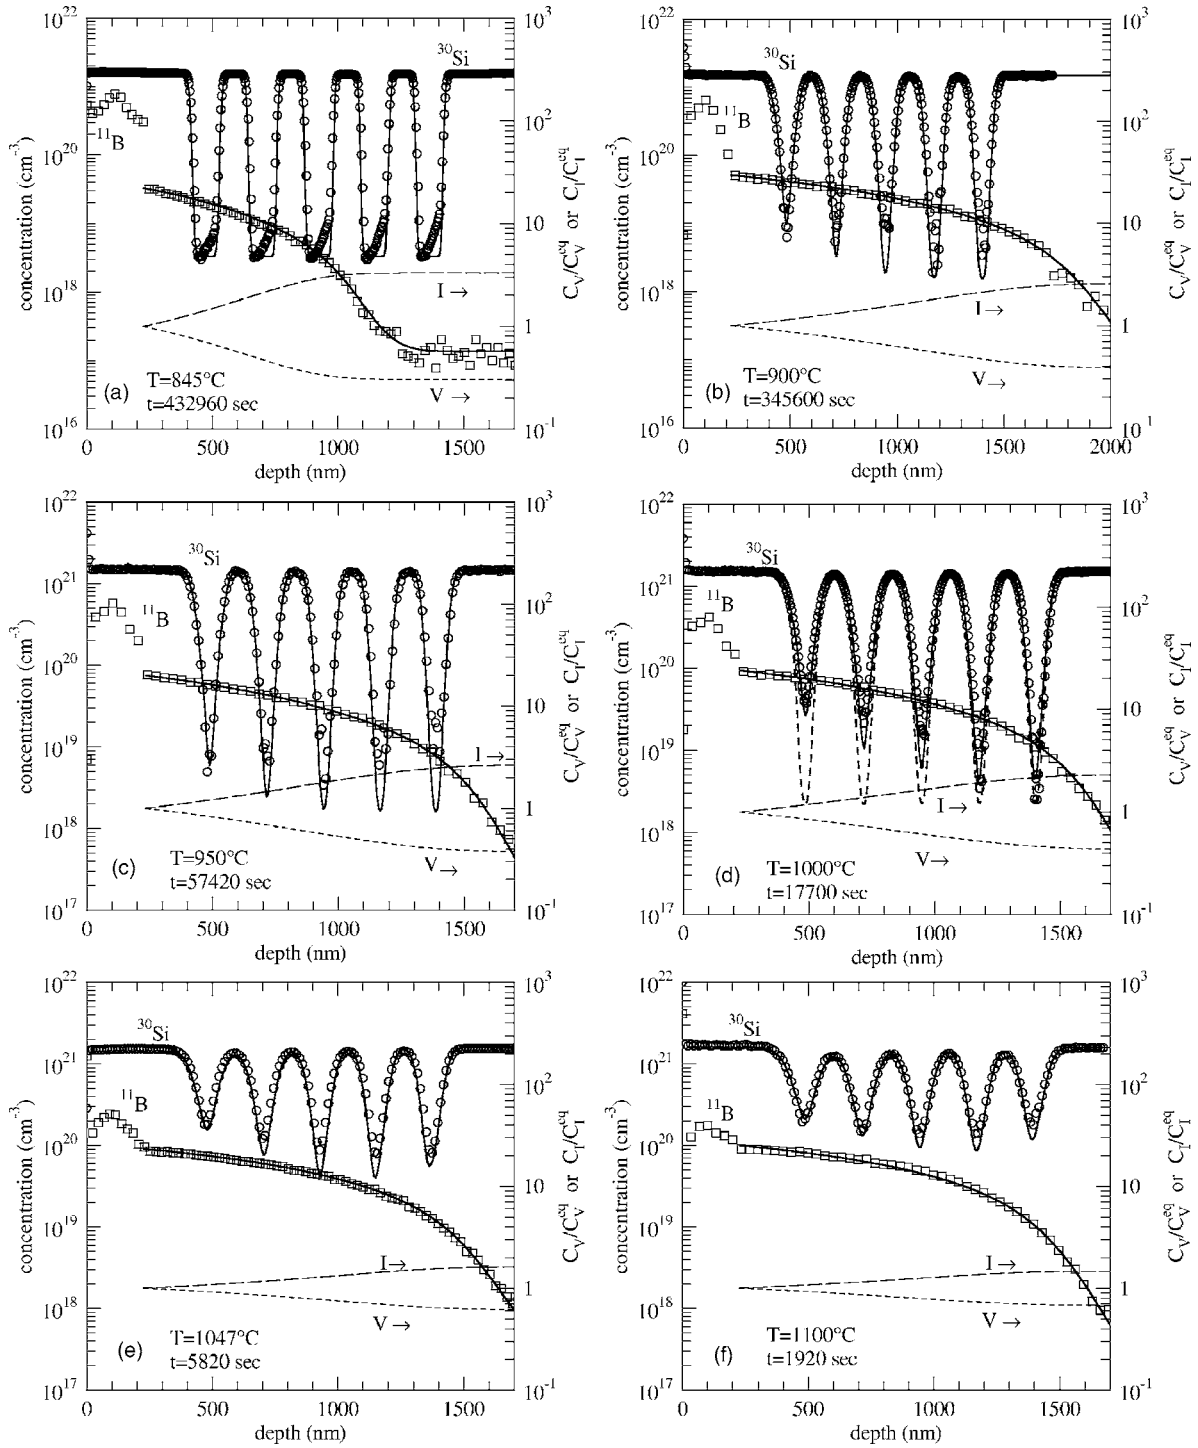 10²² 10³ 10²² 10³
³⁰Si ³⁰Si
10² 10²
¹¹B ¹¹B
10²⁰ 10²⁰
concentration (cm⁻³) C_V/C_V^eq or C_I/C_I^eq concentration (cm⁻³) C_V/C_V^eq or C_I/C_I^eq
10 10
10¹⁸ I → 1 10¹⁸ I → 1
(a) T=845°C V → (b) T=900°C V→
t=432960 sec t=345600 sec
10¹⁶ 10⁻¹ 10¹⁶ 10⁻¹
0 500 1000 1500 0 500 1000 1500 2000
depth (nm) depth (nm)
10²² 10³ 10²² 10³
³⁰Si ³⁰Si
10²¹ 10²¹
¹¹B 10² ¹¹B 10²
10²⁰ 10²⁰
concentration (cm⁻³) C_V/C_V^eq or C_I/C_I^eq concentration (cm⁻³) C_V/C_V^eq or C_I/C_I^eq
10 10
10¹⁹ I → 10¹⁹
1 I → 1
10¹⁸ 10¹⁸
(c) T=950°C V → (d) T=1000°C V→
t=57420 sec t=17700 sec
10¹⁷ 10⁻¹ 10¹⁷ 10⁻¹
0 500 1000 1500 0 500 1000 1500
depth (nm) depth (nm)
10²² 10³ 10²² 10³
³⁰Si ³⁰Si
10²¹ 10²¹
¹¹B 10² ¹¹B 10²
10²⁰ 10²⁰
concentration (cm⁻³) C_V/C_V^eq or C_I/C_I^eq concentration (cm⁻³) C_V/C_V^eq or C_I/C_I^eq
10 10
10¹⁹ 10¹⁹
I → 1 I → 1
10¹⁸ V → 10¹⁸ V →
(e) T=1047°C (f) T=1100°C
t=5820 sec t=1920 sec
10¹⁷ 10⁻¹ 10¹⁷ 10⁻¹
0 500 1000 1500 0 500 1000 1500
depth (nm) depth (nm)